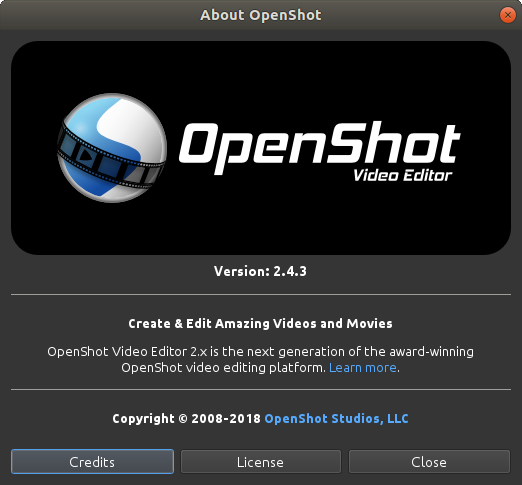 About OpenShot
OpenShot
Video Editor
Version: 2.4.3
Create & Edit Amazing Videos and Movies
OpenShot Video Editor 2.x is the next generation of the award-winning
OpenShot video editing platform. Learn more.
Copyright © 2008-2018 OpenShot Studios, LLC
Credits
License
Close